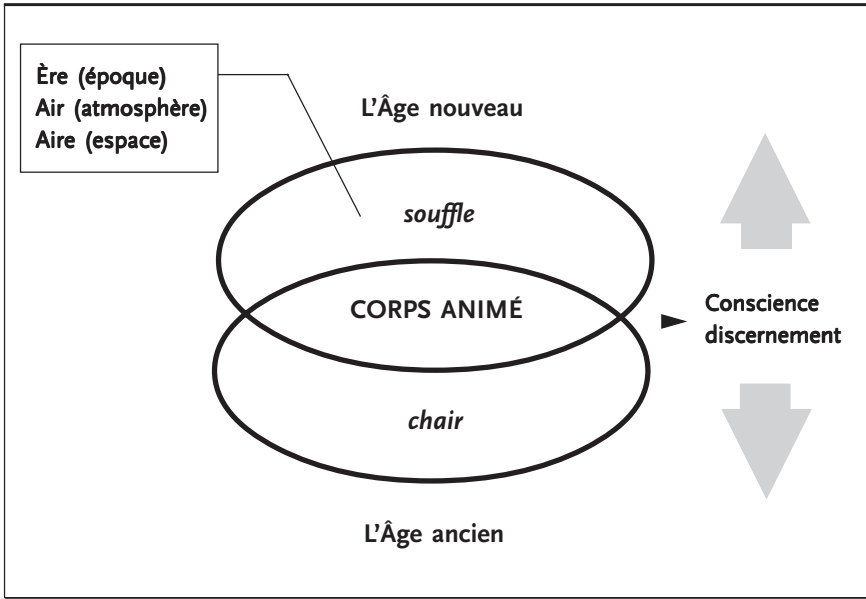 Ère (époque)
Air (atmosphère)
Aire (espace)
L’Âge nouveau
souffle
CORPS ANIMÉ
Conscience
discernement
chair
L’Âge ancien